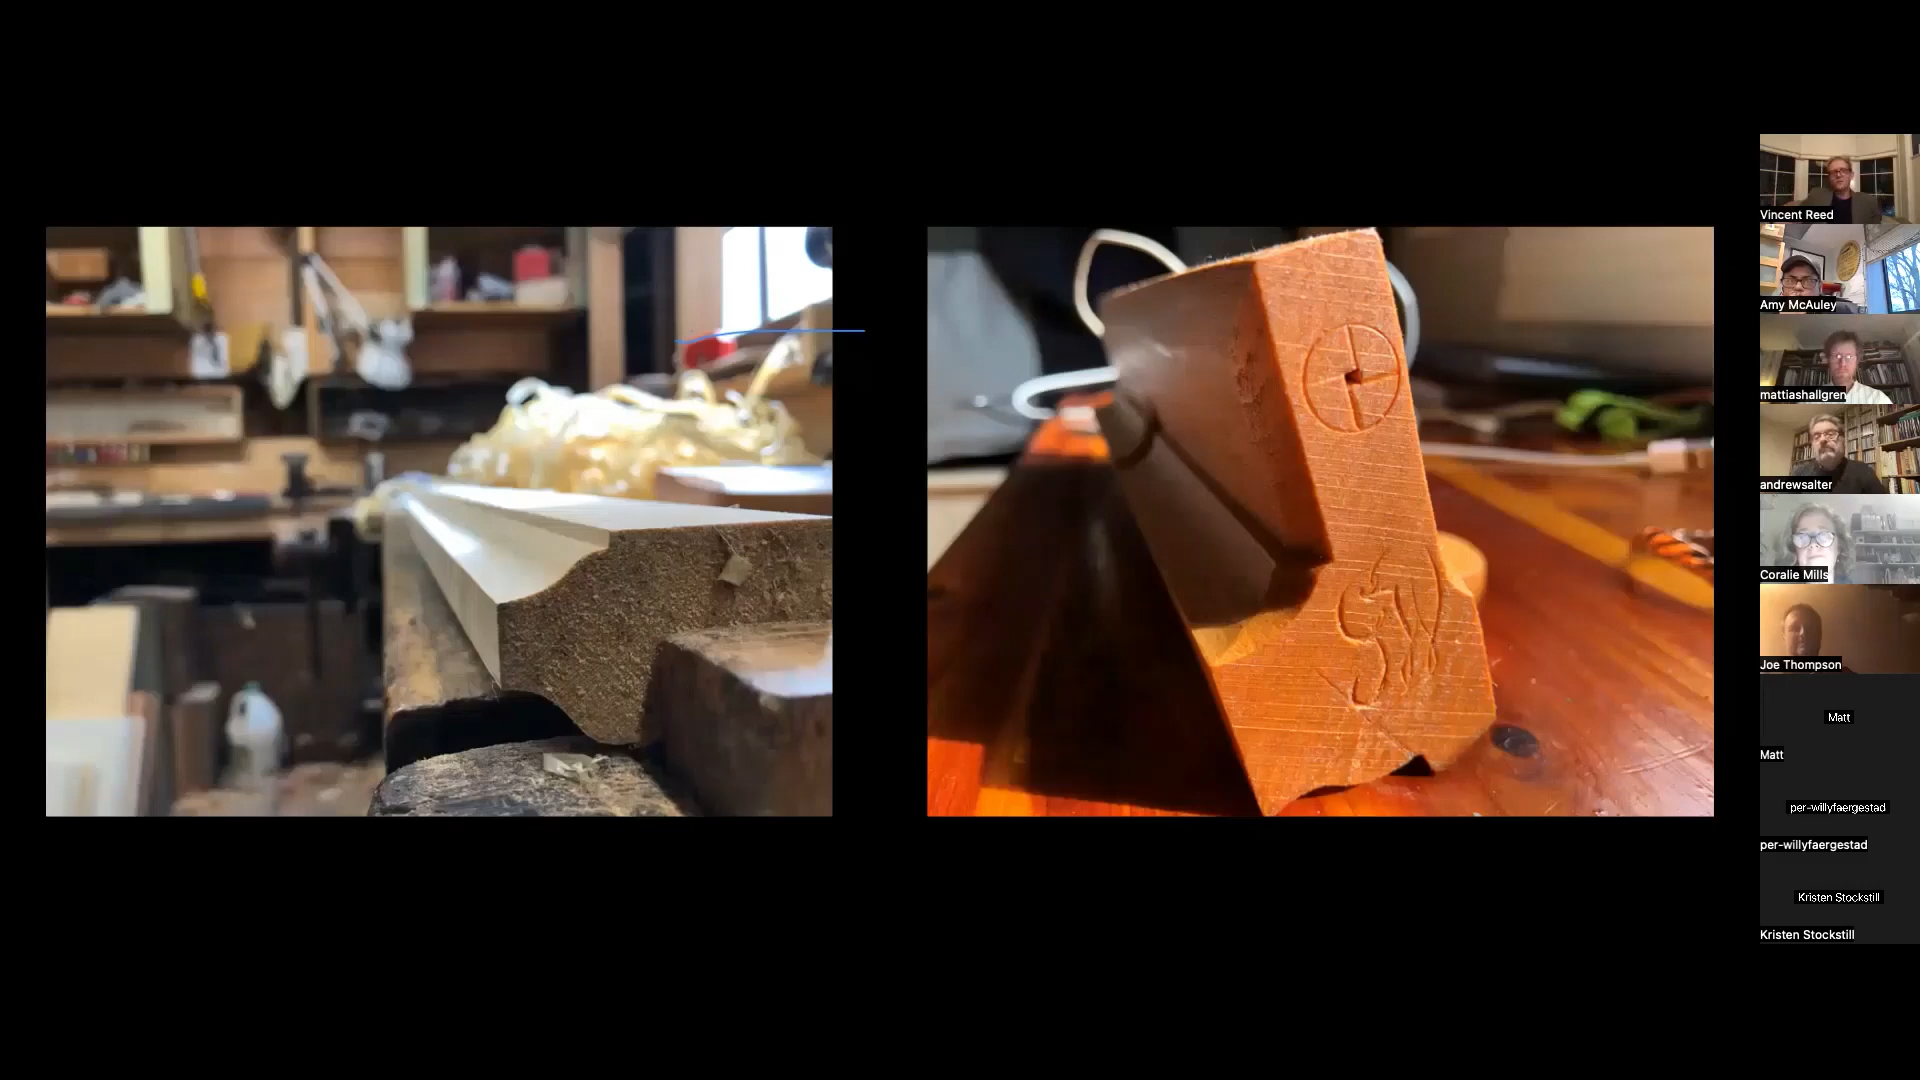 Vincent Reed
Amy McAuley
mattiashallgren
andrewsalter
Coralie Mills
Joe Thompson
Matt
Matt
per-willyfaergestad
per-willyfaergestad
Kristen Stockstill
Kristen Stockstill